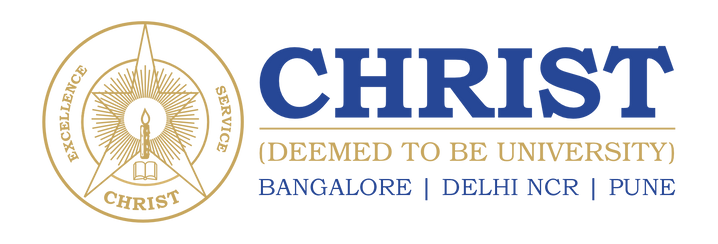 EXCELLENCE
SERVICE
CHRIST
CHRIST
(DEEMED TO BE UNIVERSITY)
BANGALORE | DELHI NCR | PUNE